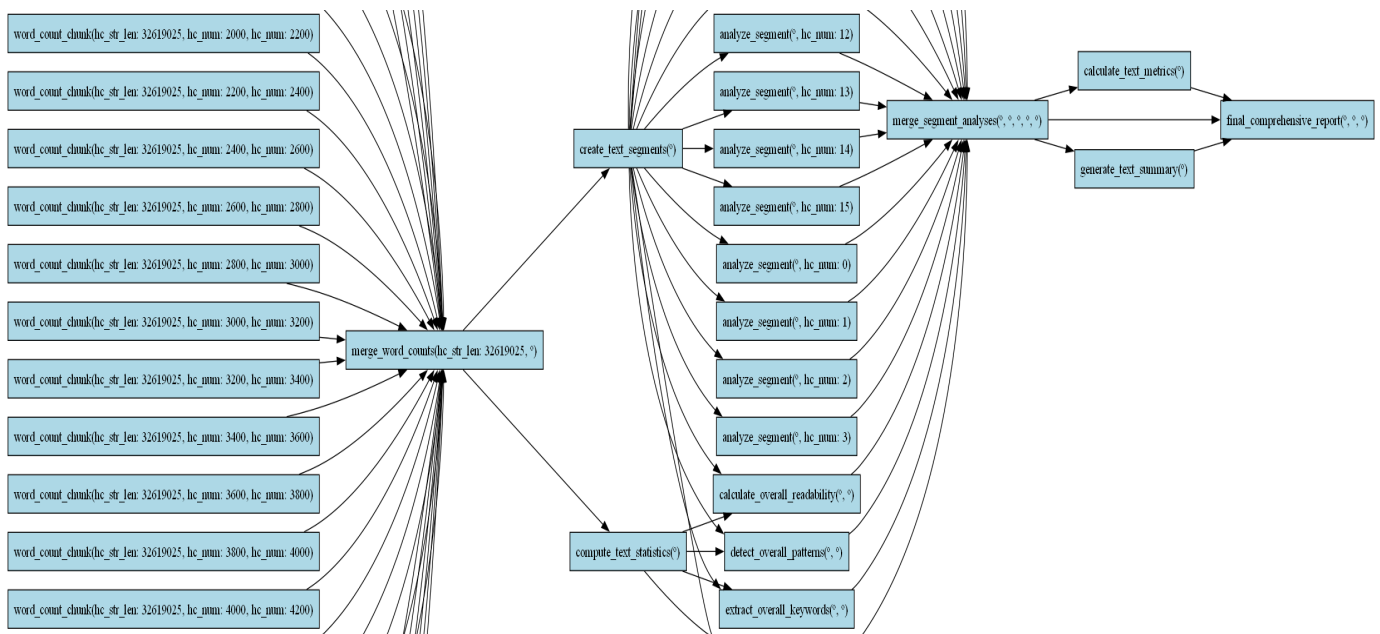 word_count_chunk(hc_str_len: 32619025, hc_num: 2000, hc_num: 2200)
word_count_chunk(hc_str_len: 32619025, hc_num: 2200, hc_num: 2400)
word_count_chunk(hc_str_len: 32619025, hc_num: 2400, hc_num: 2600)
word_count_chunk(hc_str_len: 32619025, hc_num: 2600, hc_num: 2800)
word_count_chunk(hc_str_len: 32619025, hc_num: 2800, hc_num: 3000)
word_count_chunk(hc_str_len: 32619025, hc_num: 3000, hc_num: 3200)
word_count_chunk(hc_str_len: 32619025, hc_num: 3200, hc_num: 3400)
word_count_chunk(hc_str_len: 32619025, hc_num: 3400, hc_num: 3600)
word_count_chunk(hc_str_len: 32619025, hc_num: 3600, hc_num: 3800)
word_count_chunk(hc_str_len: 32619025, hc_num: 3800, hc_num: 4000)
word_count_chunk(hc_str_len: 32619025, hc_num: 4000, hc_num: 4200)
merge_word_counts(hc_str_len: 32619025, °)
create_text_segments(°)
compute_text_statistics(°)
analyze_segment(°, hc_num: 12)
analyze_segment(°, hc_num: 13)
analyze_segment(°, hc_num: 14)
analyze_segment(°, hc_num: 15)
analyze_segment(°, hc_num: 0)
analyze_segment(°, hc_num: 1)
analyze_segment(°, hc_num: 2)
analyze_segment(°, hc_num: 3)
calculate_overall_readability(°, °)
detect_overall_patterns(°, °)
extract_overall_keywords(°, °)
merge_segment_analyses(°, °, °, °, °)
calculate_text_metrics(°)
generate_text_summary(°)
final_comprehensive_report(°, °, °)